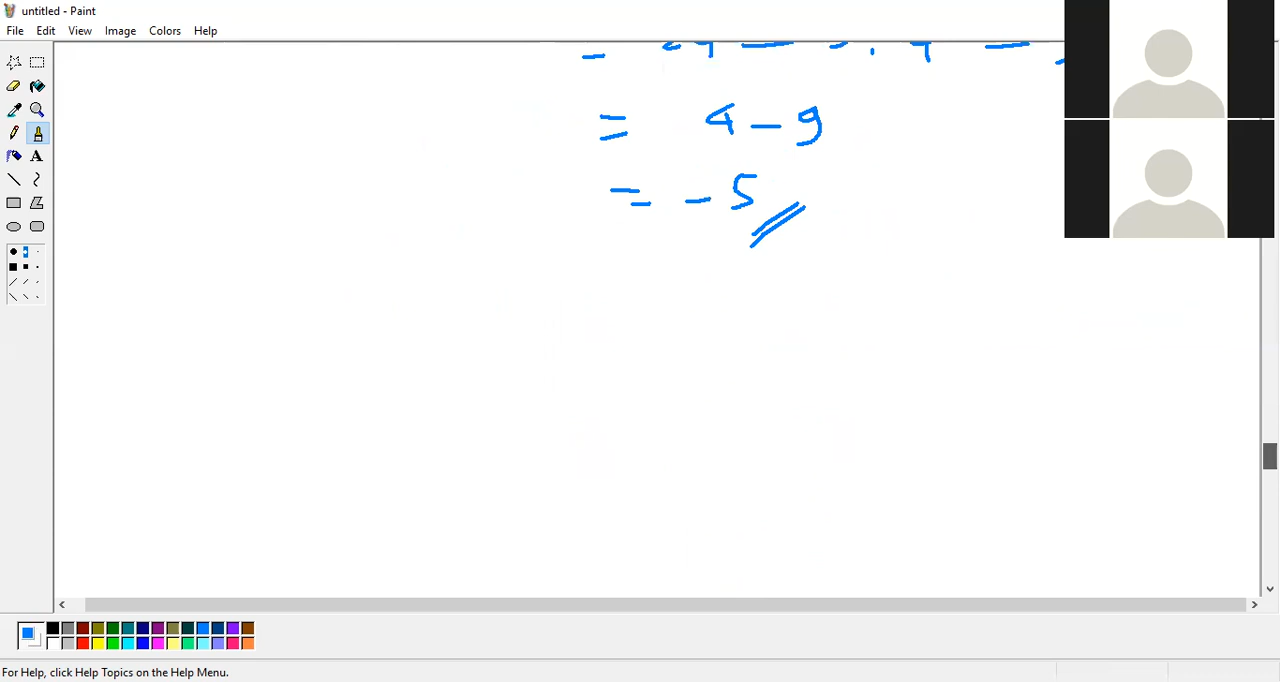 untitled - Paint
File Edit View Image Colors Help
= 4 - 9
= - 5
For Help, click Help Topics on the Help Menu.